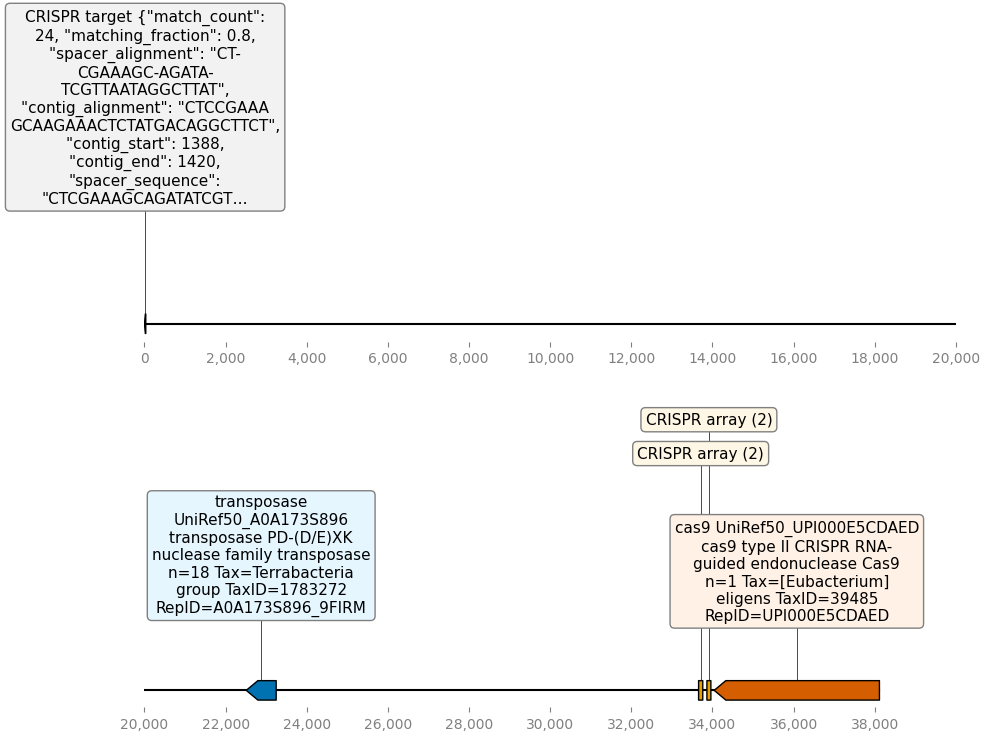 CRISPR target {"match_count":
24, "matching_fraction": 0.8,
"spacer_alignment": "CT-
CGAAAGC-AGATA-
TCGTTAATAGGCTTAT",
"contig_alignment": "CTCCGAAA
GCAAGAAACTCTATGACAGGCTTCT",
"contig_start": 1388,
"contig_end": 1420,
"spacer_sequence":
"CTCGAAAGCAGATATCGT...
0 2,000 4,000 6,000 8,000 10,000 12,000 14,000 16,000 18,000 20,000
CRISPR array (2)
CRISPR array (2)
transposase
UniRef50_A0A173S896
transposase PD-(D/E)XK
nuclease family transposase
n=18 Tax=Terrabacteria
group TaxID=1783272
RepID=A0A173S896_9FIRM
cas9 UniRef50_UPI000E5CDAED
cas9 type II CRISPR RNA-
guided endonuclease Cas9
n=1 Tax=[Eubacterium]
eligens TaxID=39485
RepID=UPI000E5CDAED
20,000 22,000 24,000 26,000 28,000 30,000 32,000 34,000 36,000 38,000